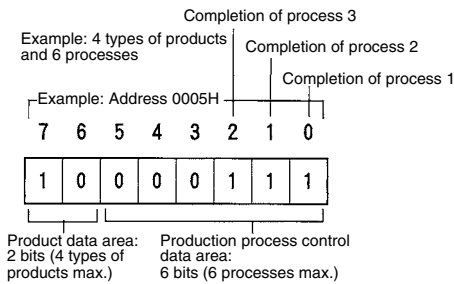 Completion of process 3
Example: 4 types of products
and 6 processes
Completion of process 2
Completion of process 1
Example: Address 0005H
7 6 5 4 3 2 1 0
1 0 0 0 0 1 1 1
Product data area:
2 bits (4 types of
products max.)
Production process control
data area:
6 bits (6 processes max.)